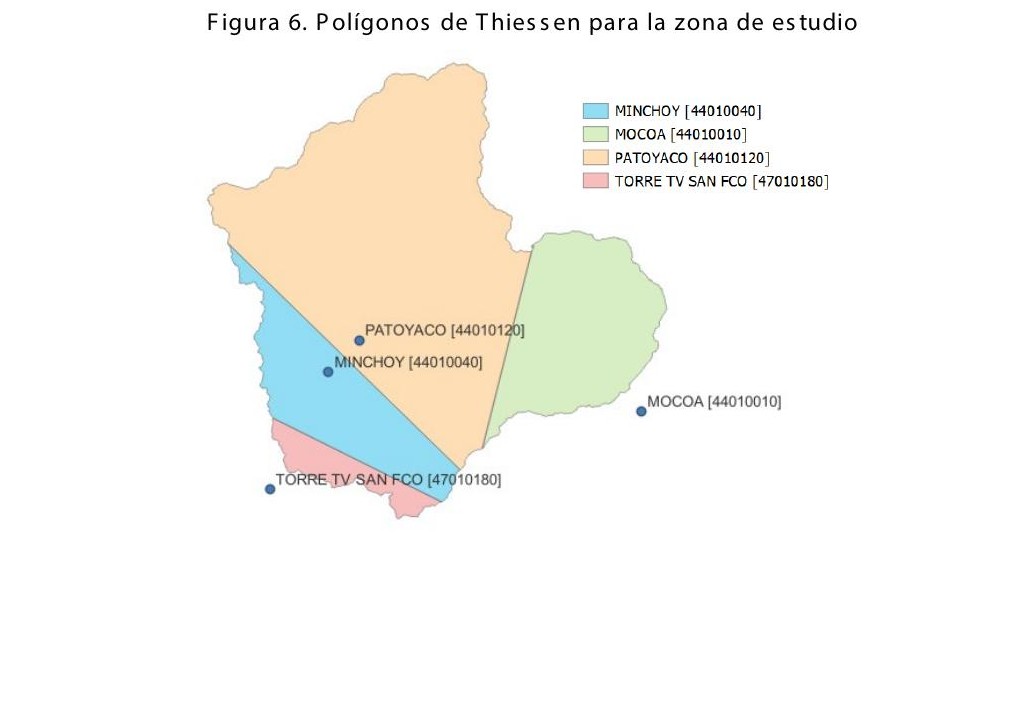 Figura 6. Polígonos de Thiessen para la zona de estudio
MINCHOY [44010040]
MOCOA [44010010]
PATOYACO [44010120]
TORRE TV SAN FCO [47010180]
PATOYACO [44010120]
MINCHOY [44010040]
MOCOA [44010010]
TORRE TV SAN FCO [47010180]